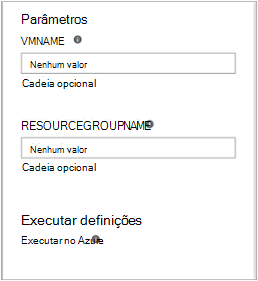 Parâmetros
VMNAME
Nenhum valor
Cadeia opcional
RESOURCEGROUPNAME
Nenhum valor
Cadeia opcional
Executar definições
Executar no Azure